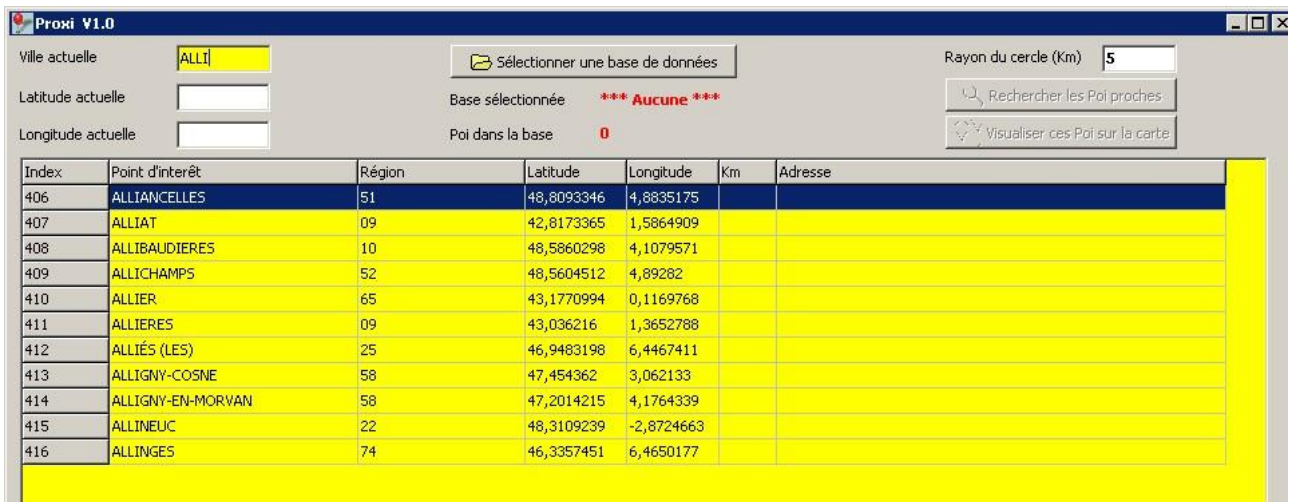 Proxi V1.0
Ville actuelle ALLI Sélectionner une base de données Rayon du cercle (Km) 5
Latitude actuelle Base sélectionnée *** Aucune *** Rechercher les Poi proches
Longitude actuelle Poi dans la base 0 Visualiser ces Poi sur la carte
Index Point d'interêt Région Latitude Longitude Km Adresse
406 ALLIANCELLES 51 48,8093346 4,8835175
407 ALLIAT 09 42,8173365 1,5864909
408 ALLIBAUDIERES 10 48,5860298 4,1079571
409 ALLICHAMPS 52 48,5604512 4,89282
410 ALLIER 65 43,1770994 0,1169768
411 ALLIERES 09 43,036216 1,3652788
412 ALLIÉS (LES) 25 46,9483198 6,4467411
413 ALLIGNY-COSNE 58 47,454362 3,062133
414 ALLIGNY-EN-MORVAN 58 47,2014215 4,1764339
415 ALLINEUC 22 48,3109239 -2,8724663
416 ALLINGES 74 46,3357451 6,4650177